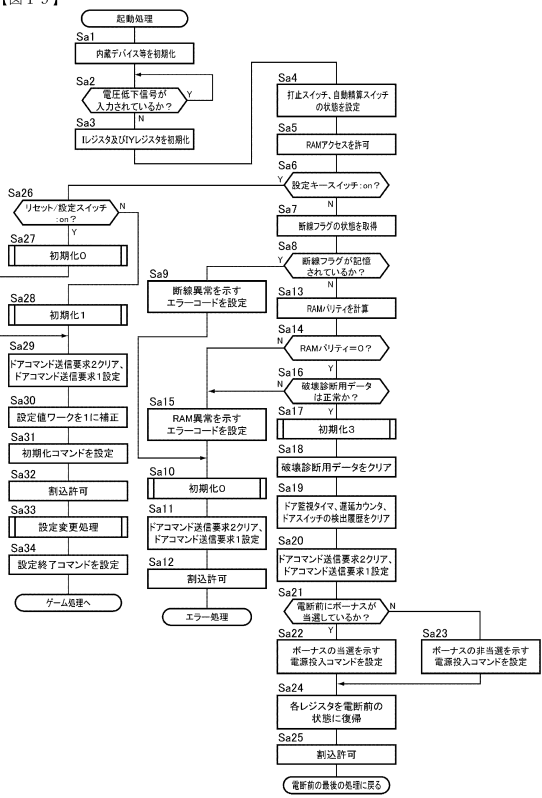 【図15】
起動処理
Sa1
内蔵デバイス等を初期化
Sa2
電圧低下信号が
入力されているか?
Y
N
Sa3
Iレジスタ及びIYレジスタを初期化
Sa4
打止スイッチ、自動精算スイッチ
の状態を設定
Sa5
RAMアクセスを許可
Sa6
設定キースイッチ:on?
Y
N
Sa7
断線フラグの状態を取得
Sa8
断線フラグが記憶
されているか?
Y
N
Sa9
断線異常を示す
エラーコードを設定
Sa13
RAMパリティを計算
Sa14
RAMパリティ=0?
N
Y
Sa16
破壊診断用データ
は正常か?
N
Y
Sa15
RAM異常を示す
エラーコードを設定
Sa17
初期化3
Sa18
破壊診断用データをクリア
Sa19
ドア監視タイマ、遅延カウンタ、
ドアスイッチの検出履歴をクリア
Sa20
ドアコマンド送信要求2クリア、
ドアコマンド送信要求1設定
Sa21
電断前にボーナスが
当選しているか?
N
Y
Sa22
ボーナスの当選を示す
電源投入コマンドを設定
Sa23
ボーナスの非当選を示す
電源投入コマンドを設定
Sa24
各レジスタを電断前の
状態に復帰
Sa25
割込許可
電断前の最後の処理に戻る
Sa10
初期化0
Sa11
ドアコマンド送信要求2クリア、
ドアコマンド送信要求1設定
Sa12
割込許可
エラー処理
Sa26
リセット/設定スイッチ
:on?
N
Y
Sa27
初期化0
Sa28
初期化1
Sa29
ドアコマンド送信要求2クリア、
ドアコマンド送信要求1設定
Sa30
設定値ワークを1に補正
Sa31
初期化コマンドを設定
Sa32
割込許可
Sa33
設定変更処理
Sa34
設定終了コマンドを設定
ゲーム処理へ